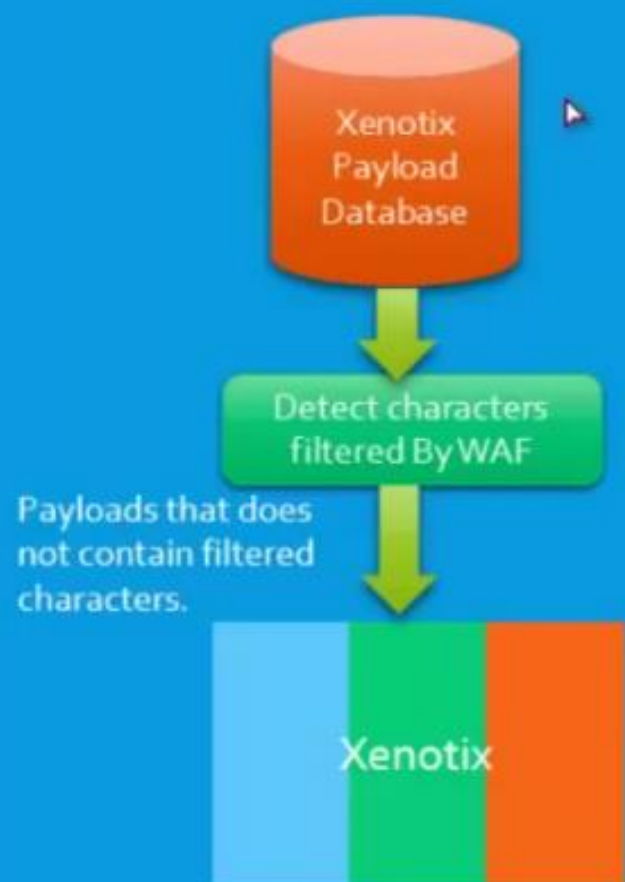 Xenotix
Payload
Database
Detect characters
filtered By WAF
Payloads that does
not contain filtered
characters.
Xenotix